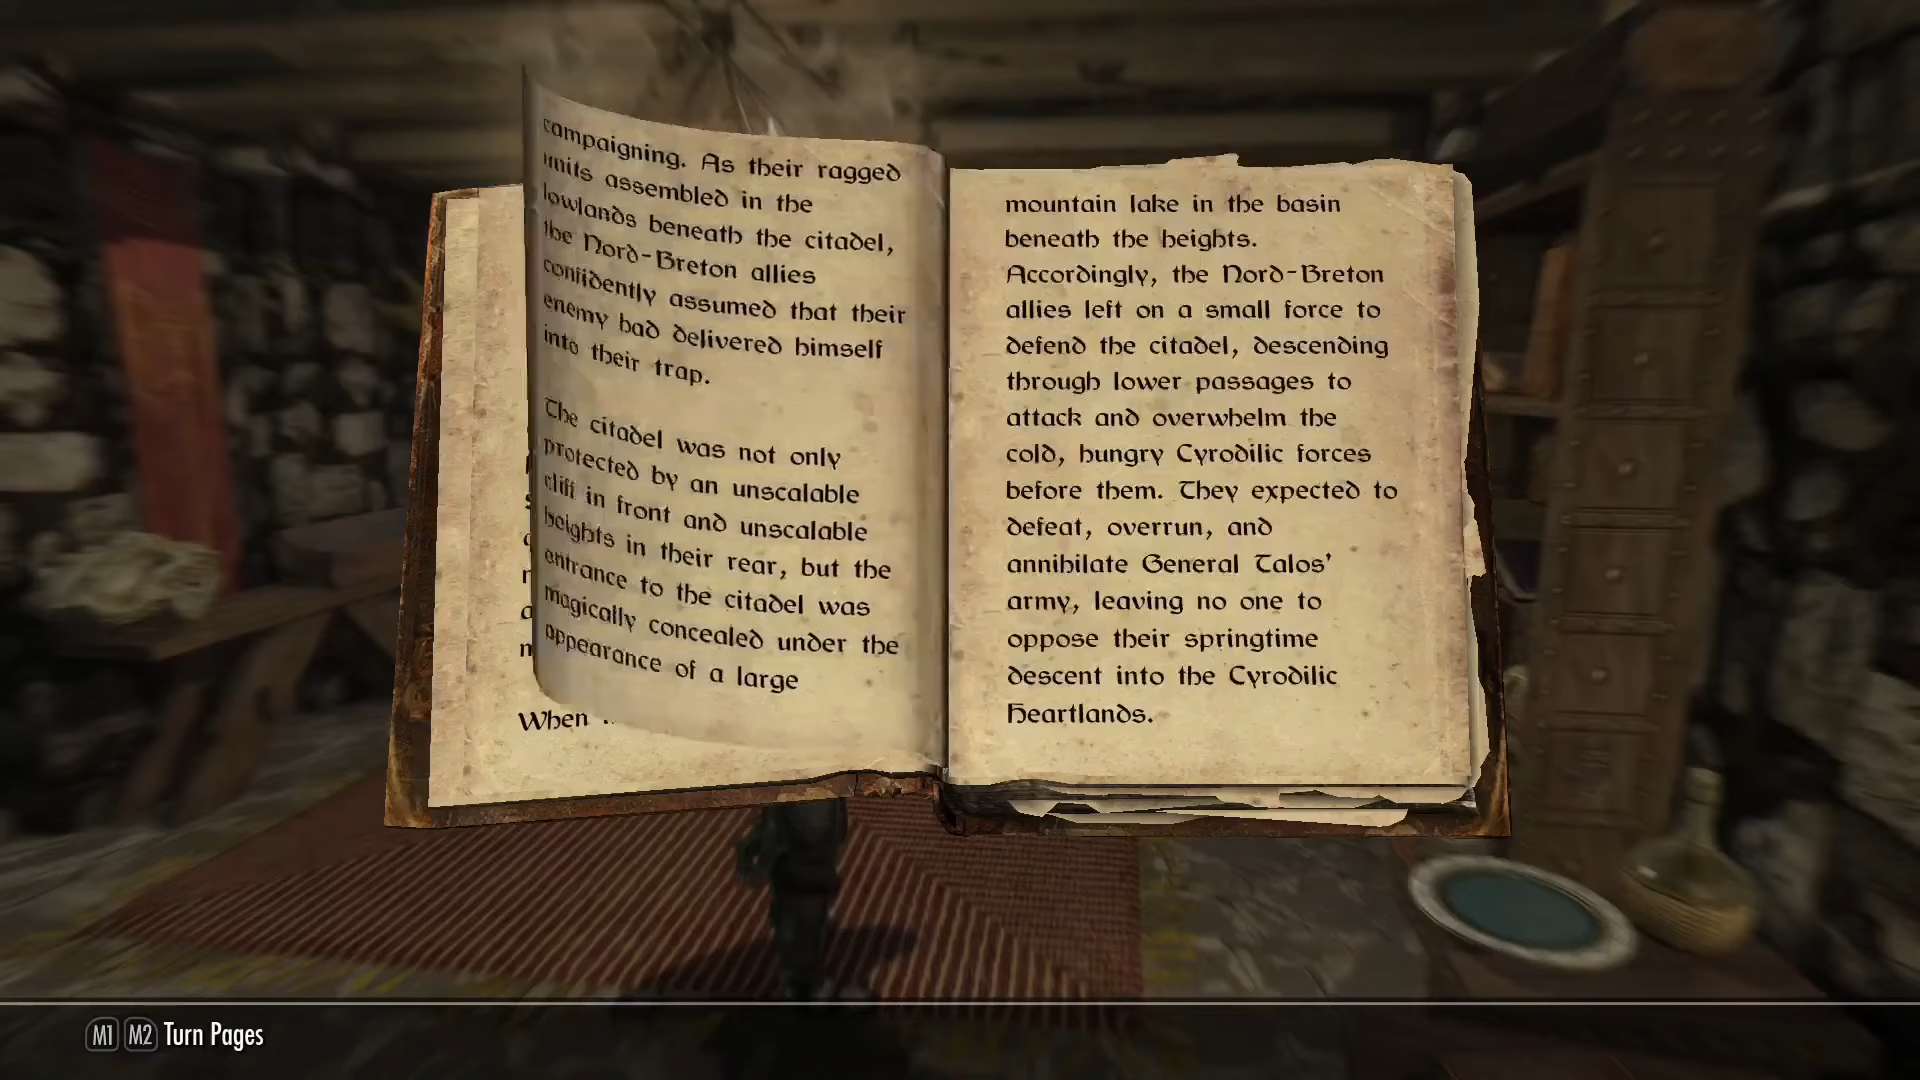 campaigning. As their ragged
units assembled in the
lowlands beneath the citadel,
the Nord-Breton allies
confidently assumed that their
enemy had delivered himself
into their trap.
The citadel was not only
protected by an unscalable
cliff in front and unscalable
heights in their rear, but the
entrance to the citadel was
magically concealed under the
appearance of a large
When
mountain lake in the basin
beneath the heights.
Accordingly, the Nord-Breton
allies left on a small force to
defend the citadel, descending
through lower passages to
attack and overwhelm the
cold, hungry Cyrodilic forces
before them. They expected to
defeat, overrun, and
annihilate General Talos'
army, leaving no one to
oppose their springtime
descent into the Cyrodilic
Heartlands.
M1 M2 Turn Pages